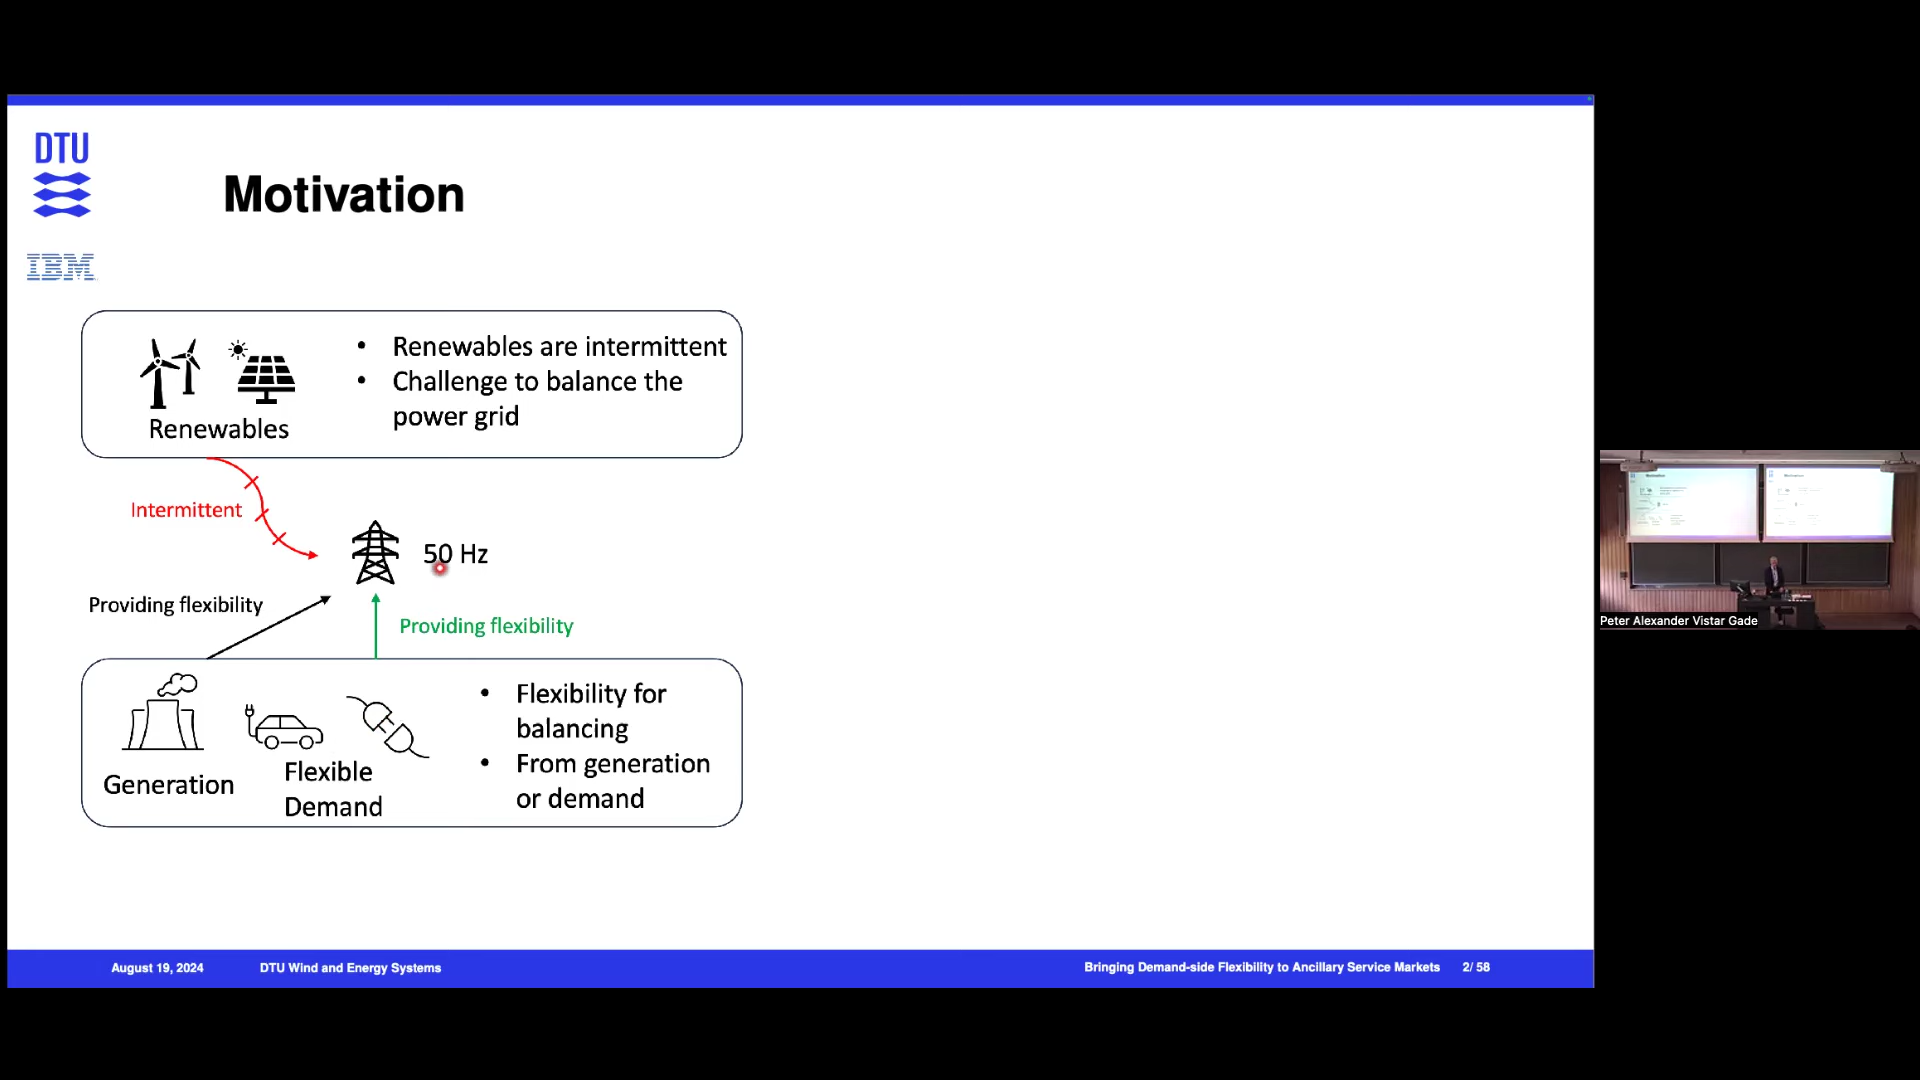 DTU
Motivation
IBM
Renewables are intermittent
Challenge to balance the
power grid
Renewables
Intermittent
50 Hz
Providing flexibility
Providing flexibility
Flexibility for
balancing
From generation
or demand
Generation
Flexible
Demand
Peter Alexander Vistar Gade
August 19, 2024
DTU Wind and Energy Systems
Bringing Demand-side Flexibility to Ancillary Service Markets
2/ 58